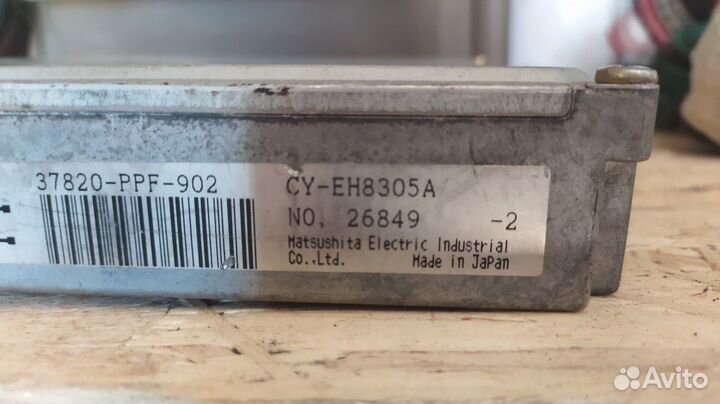 37820-PPF-902 CY-EH8305A
NO, 26849 -2
Matsushita Electric Industrial
Co.,Ltd. Made in Japan
Avito